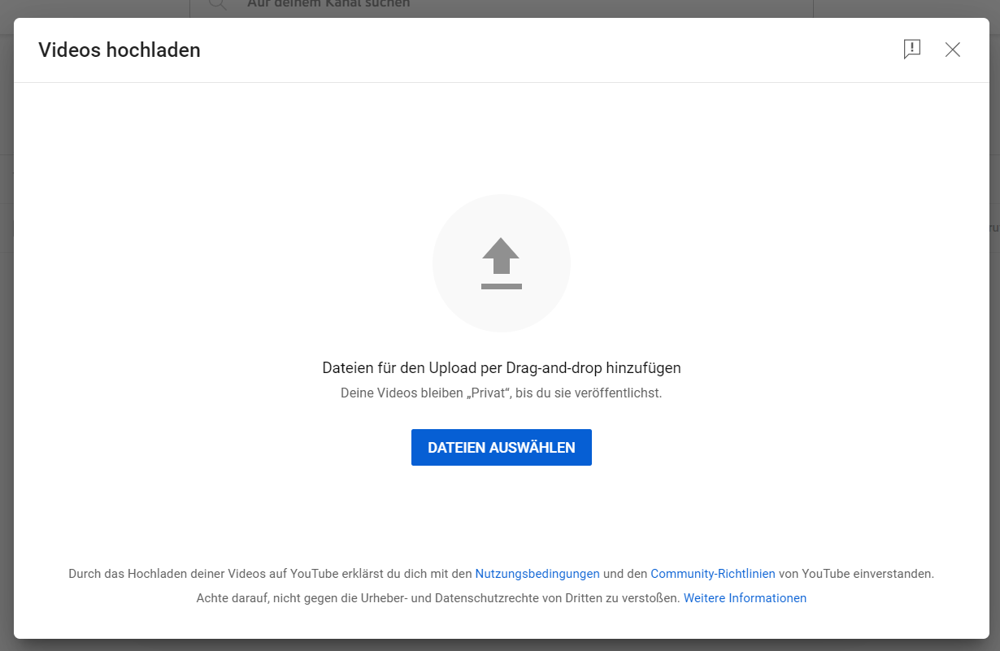 Auf deinem Kanal suchen
Videos hochladen
Dateien für den Upload per Drag-and-drop hinzufügen
Deine Videos bleiben „Privat“, bis du sie veröffentlichst.
DATEIEN AUSWÄHLEN
Durch das Hochladen deiner Videos auf YouTube erklärst du dich mit den Nutzungsbedingungen und den Community-Richtlinien von YouTube einverstanden.
Achte darauf, nicht gegen die Urheber- und Datenschutzrechte von Dritten zu verstoßen. Weitere Informationen